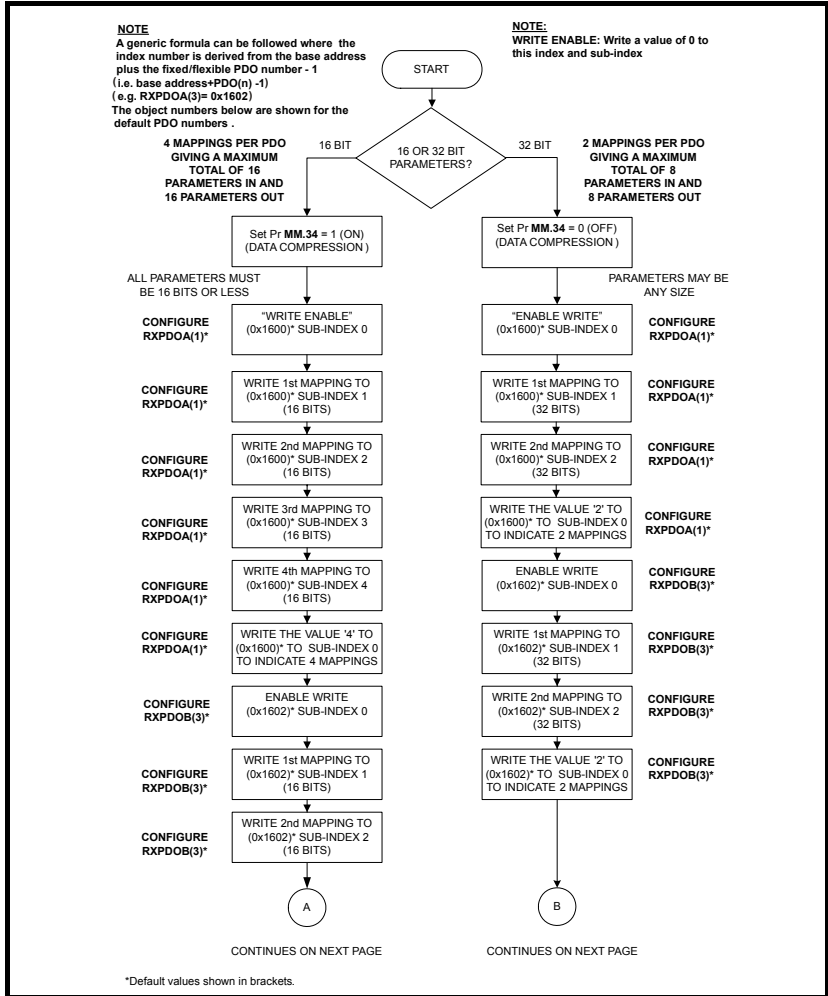 NOTE
A generic formula can be followed where the
index number is derived from the base address
plus the fixed/flexible PDO number - 1
(i.e. base address+PDO(n) -1)
(e.g. RXPDOA(3)= 0x1602)
The object numbers below are shown for the
default PDO numbers .
NOTE:
WRITE ENABLE: Write a value of 0 to
this index and sub-index
START
16 OR 32 BIT
PARAMETERS?
16 BIT
32 BIT
4 MAPPINGS PER PDO
GIVING A MAXIMUM
TOTAL OF 16
PARAMETERS IN AND
16 PARAMETERS OUT
2 MAPPINGS PER PDO
GIVING A MAXIMUM
TOTAL OF 8
PARAMETERS IN AND
8 PARAMETERS OUT
Set Pr MM.34 = 1 (ON)
(DATA COMPRESSION )
ALL PARAMETERS MUST
BE 16 BITS OR LESS
CONFIGURE
RXPDOA(1)*
"WRITE ENABLE"
(0x1600)* SUB-INDEX 0
CONFIGURE
RXPDOA(1)*
WRITE 1st MAPPING TO
(0x1600)* SUB-INDEX 1
(16 BITS)
CONFIGURE
RXPDOA(1)*
WRITE 2nd MAPPING TO
(0x1600)* SUB-INDEX 2
(16 BITS)
CONFIGURE
RXPDOA(1)*
WRITE 3rd MAPPING TO
(0x1600)* SUB-INDEX 3
(16 BITS)
CONFIGURE
RXPDOA(1)*
WRITE 4th MAPPING TO
(0x1600)* SUB-INDEX 4
(16 BITS)
CONFIGURE
RXPDOA(1)*
WRITE THE VALUE '4' TO
(0x1600)* TO SUB-INDEX 0
TO INDICATE 4 MAPPINGS
CONFIGURE
RXPDOB(3)*
ENABLE WRITE
(0x1602)* SUB-INDEX 0
CONFIGURE
RXPDOB(3)*
WRITE 1st MAPPING TO
(0x1602)* SUB-INDEX 1
(16 BITS)
CONFIGURE
RXPDOB(3)*
WRITE 2nd MAPPING TO
(0x1602)* SUB-INDEX 2
(16 BITS)
A
CONTINUES ON NEXT PAGE
Set Pr MM.34 = 0 (OFF)
(DATA COMPRESSION )
PARAMETERS MAY BE
ANY SIZE
"ENABLE WRITE"
(0x1600)* SUB-INDEX 0
CONFIGURE
RXPDOA(1)*
WRITE 1st MAPPING TO
(0x1600)* SUB-INDEX 1
(32 BITS)
CONFIGURE
RXPDOA(1)*
WRITE 2nd MAPPING TO
(0x1600)* SUB-INDEX 2
(32 BITS)
CONFIGURE
RXPDOA(1)*
WRITE THE VALUE '2' TO
(0x1600)* TO SUB-INDEX 0
TO INDICATE 2 MAPPINGS
CONFIGURE
RXPDOA(1)*
ENABLE WRITE
(0x1602)* SUB-INDEX 0
CONFIGURE
RXPDOB(3)*
WRITE 1st MAPPING TO
(0x1602)* SUB-INDEX 1
(32 BITS)
CONFIGURE
RXPDOB(3)*
WRITE 2nd MAPPING TO
(0x1602)* SUB-INDEX 2
(32 BITS)
CONFIGURE
RXPDOB(3)*
WRITE THE VALUE '2' TO
(0x1602)* TO SUB-INDEX 0
TO INDICATE 2 MAPPINGS
CONFIGURE
RXPDOB(3)*
B
CONTINUES ON NEXT PAGE
*Default values shown in brackets.